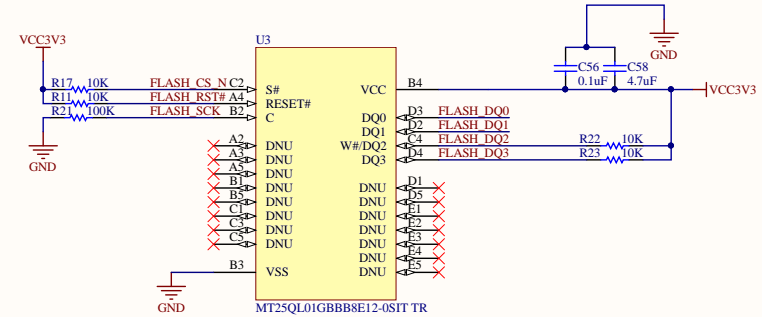 U3
VCC3V3
GND
C56
0.1uF
C58
4.7uF
R17 10K FLASH_CS_N C2 S# VCC B4 VCC3V3
R11 10K FLASH_RST# A4 RESET#
R21 100K FLASH_SCK B2 C DQ0 D3 FLASH_DQ0
DQ1 D2 FLASH_DQ1
A2 DNU W#/DQ2 C4 FLASH_DQ2 R22 10K
A3 DNU DQ3 D4 FLASH_DQ3 R23 10K
GND
A5 DNU
B1 DNU DNU D1
B5 DNU DNU D5
C1 DNU DNU E1
C3 DNU DNU E2
C5 DNU DNU E3
DNU E4
B3 VSS DNU E5
GND
MT25QL01GBBB8E12-0SIT TR